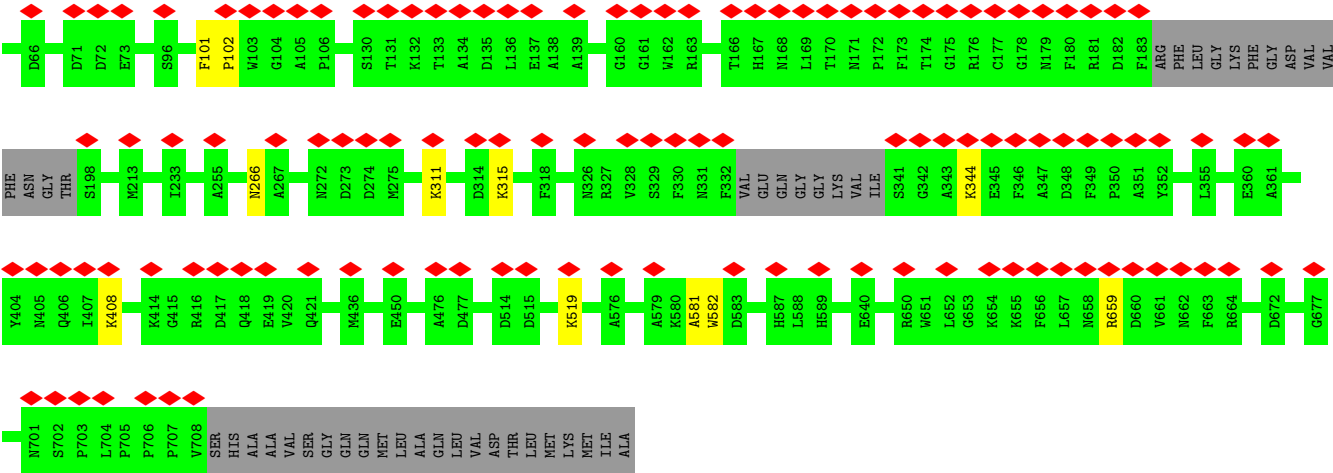 D66 D71 D72 E73 S96 F101 P102 W103 G104 A105 P106 S130 T131 K132 T133 A134 D135 L136 E137 A138 A139 G160 G161 W162 R163 T166 H167 N168 L169 T170 N171 P172 F173 T174 G175 R176 C177 G178 N179 F180 R181 D182 F183 ARG PHE LEU GLY LYS PHE GLY ASP VAL VAL
PHE ASN GLY THR S198 M213 I233 A255 N266 A267 N272 D273 D274 M275 K311 D314 K315 F318 N326 R327 V328 S329 F330 N331 F332 VAL GLU GLN GLY GLY LYS VAL ILE S341 G342 A343 K344 E345 F346 A347 D348 F349 P350 A351 Y352 L355 E360 A361
Y404 N405 Q406 I407 K408 K414 G415 R416 D417 Q418 E419 V420 Q421 M436 E450 A476 D477 D514 D515 K519 A576 A579 K580 A581 W582 D583 H587 L588 H589 E640 R650 W651 L652 G653 K654 K655 F656 L657 N658 R659 D660 V661 N662 F663 R664 D672 G677
N701 S702 P703 L704 P705 P706 P707 V708 SER HIS ALA ALA VAL SER GLY GLN GLN MET LEU ALA GLN LEU VAL ASP THR LEU MET LYS MET ILE ALA